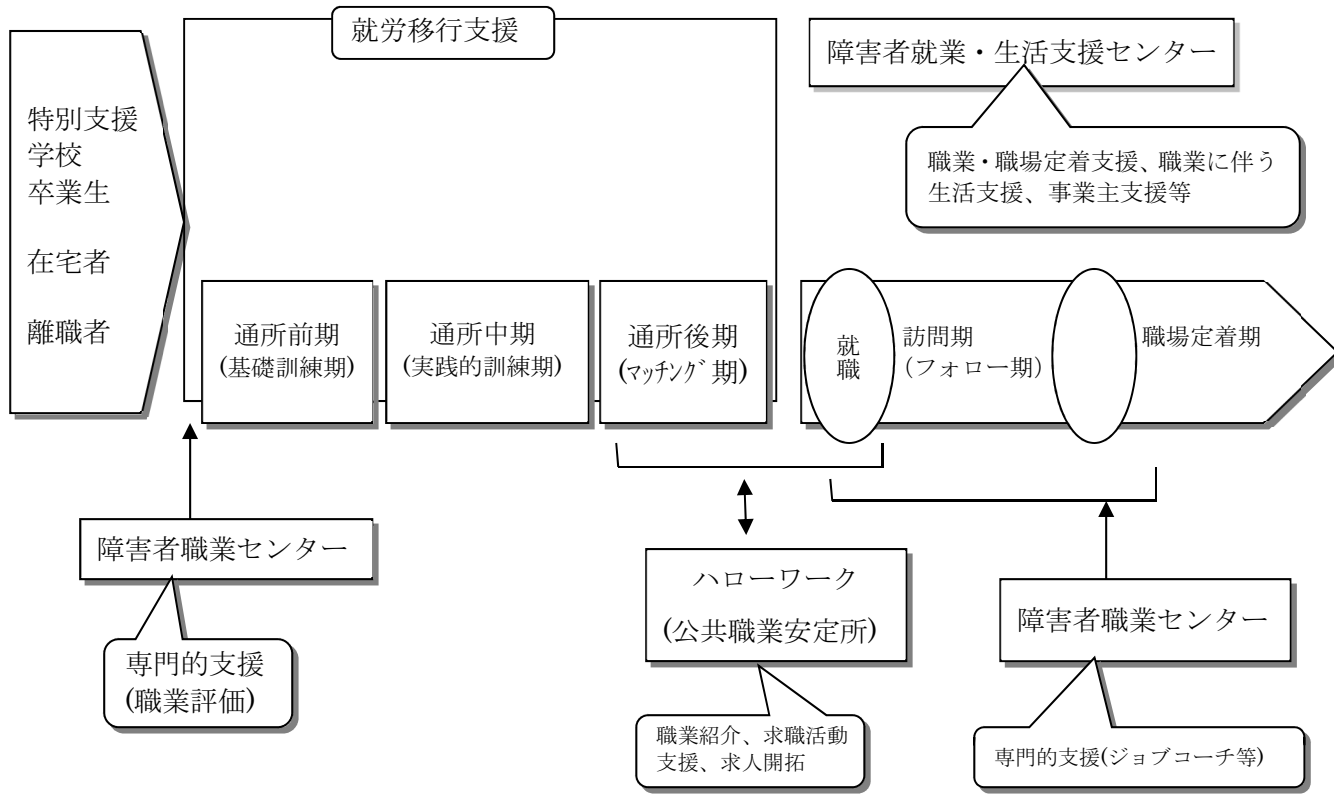 就労移行支援
障害者就業・生活支援センター
特別支援
学校
卒業生
在宅者
離職者
職業・職場定着支援、職業に伴う
生活支援、事業主支援等
通所前期
(基礎訓練期)
通所中期
(実践的訓練期)
通所後期
(マッチング期)
就
職
訪問期
(フォロー期)
職場定着期
障害者職業センター
専門的支援
(職業評価)
ハローワーク
(公共職業安定所)
職業紹介、求職活動
支援、求人開拓
障害者職業センター
専門的支援(ジョブコーチ等)